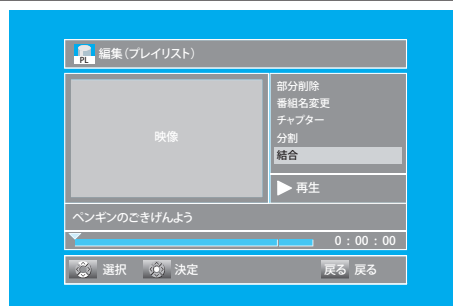 PL 編集(プレイリスト)
映像
部分削除
番組名変更
チャプター
分割
結合
再生
ペンギンのごきげんよう
0:00:00
選択 決定 戻る 戻る